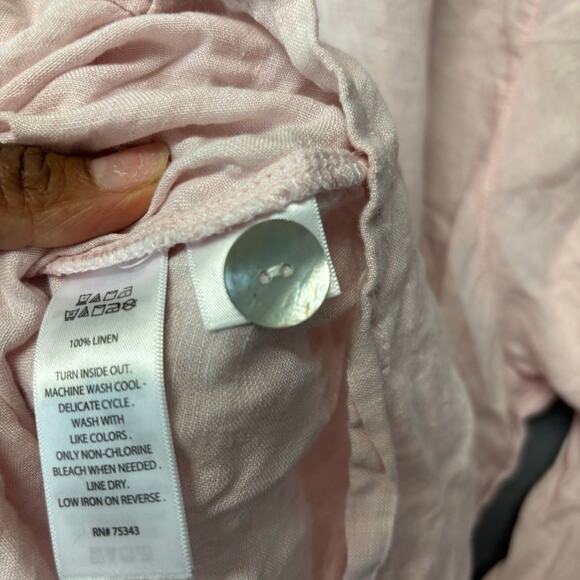 100% LINEN
TURN INSIDE OUT.
MACHINE WASH COOL -
DELICATE CYCLE .
WASH WITH
LIKE COLORS .
ONLY NON-CHLORINE
BLEACH WHEN NEEDED .
LINE DRY.
LOW IRON ON REVERSE .
RN# 75343